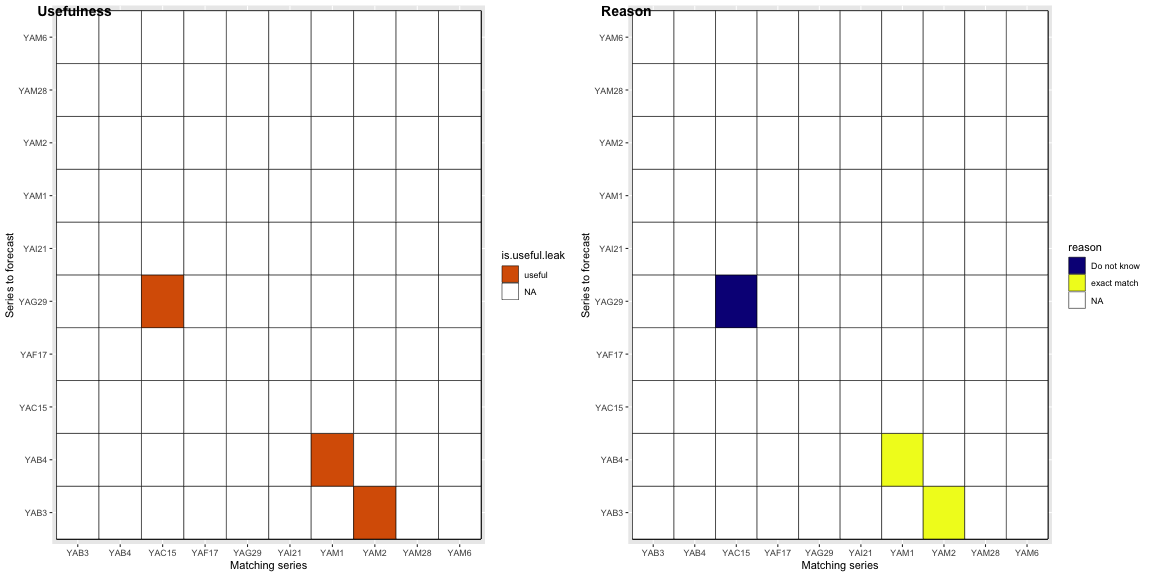 Usefulness
Series to forecast
YAM6
YAM28
YAM2
YAM1
YAI21
YAG29
YAF17
YAC15
YAB4
YAB3
YAB3 YAB4 YAC15 YAF17 YAG29 YAI21 YAM1 YAM2 YAM28 YAM6
Matching series
is.useful.leak
useful
NA
Reason
Series to forecast
YAM6
YAM28
YAM2
YAM1
YAI21
YAG29
YAF17
YAC15
YAB4
YAB3
YAB3 YAB4 YAC15 YAF17 YAG29 YAI21 YAM1 YAM2 YAM28 YAM6
Matching series
reason
Do not know
exact match
NA